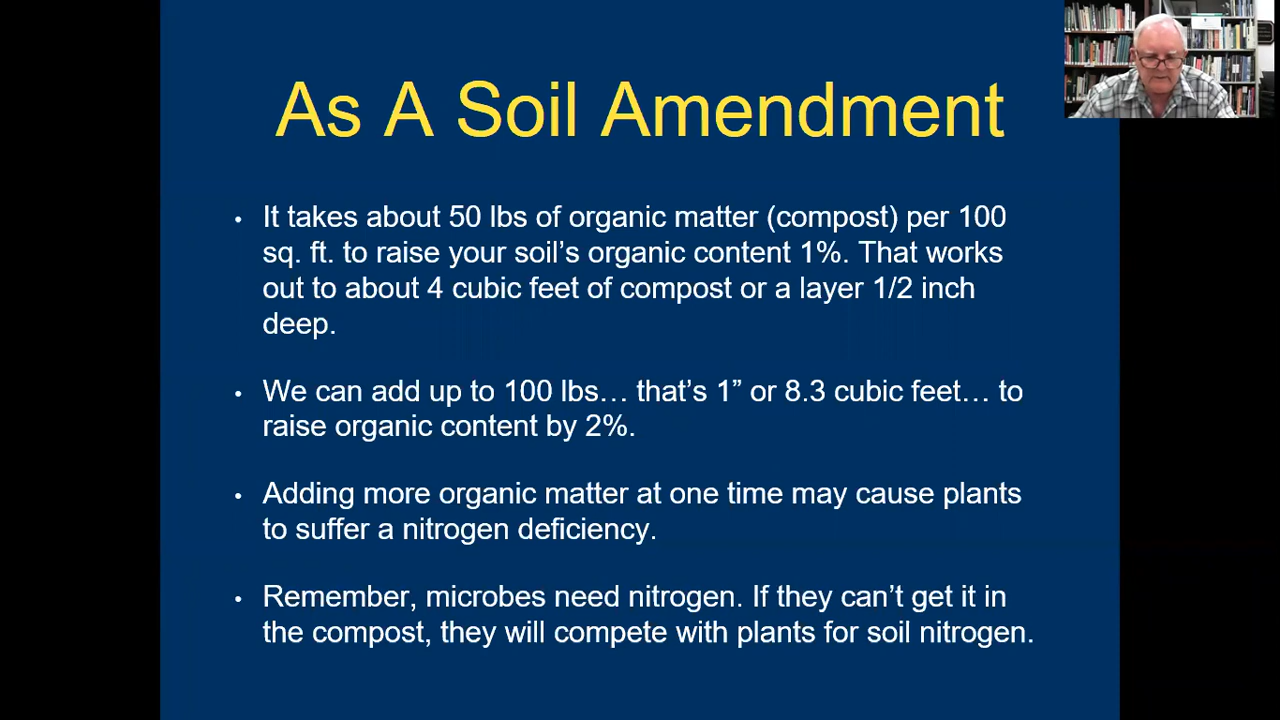 As A Soil Amendment
• It takes about 50 lbs of organic matter (compost) per 100
sq. ft. to raise your soil’s organic content 1%. That works
out to about 4 cubic feet of compost or a layer 1/2 inch
deep.
• We can add up to 100 lbs… that’s 1” or 8.3 cubic feet… to
raise organic content by 2%.
• Adding more organic matter at one time may cause plants
to suffer a nitrogen deficiency.
• Remember, microbes need nitrogen. If they can’t get it in
the compost, they will compete with plants for soil nitrogen.